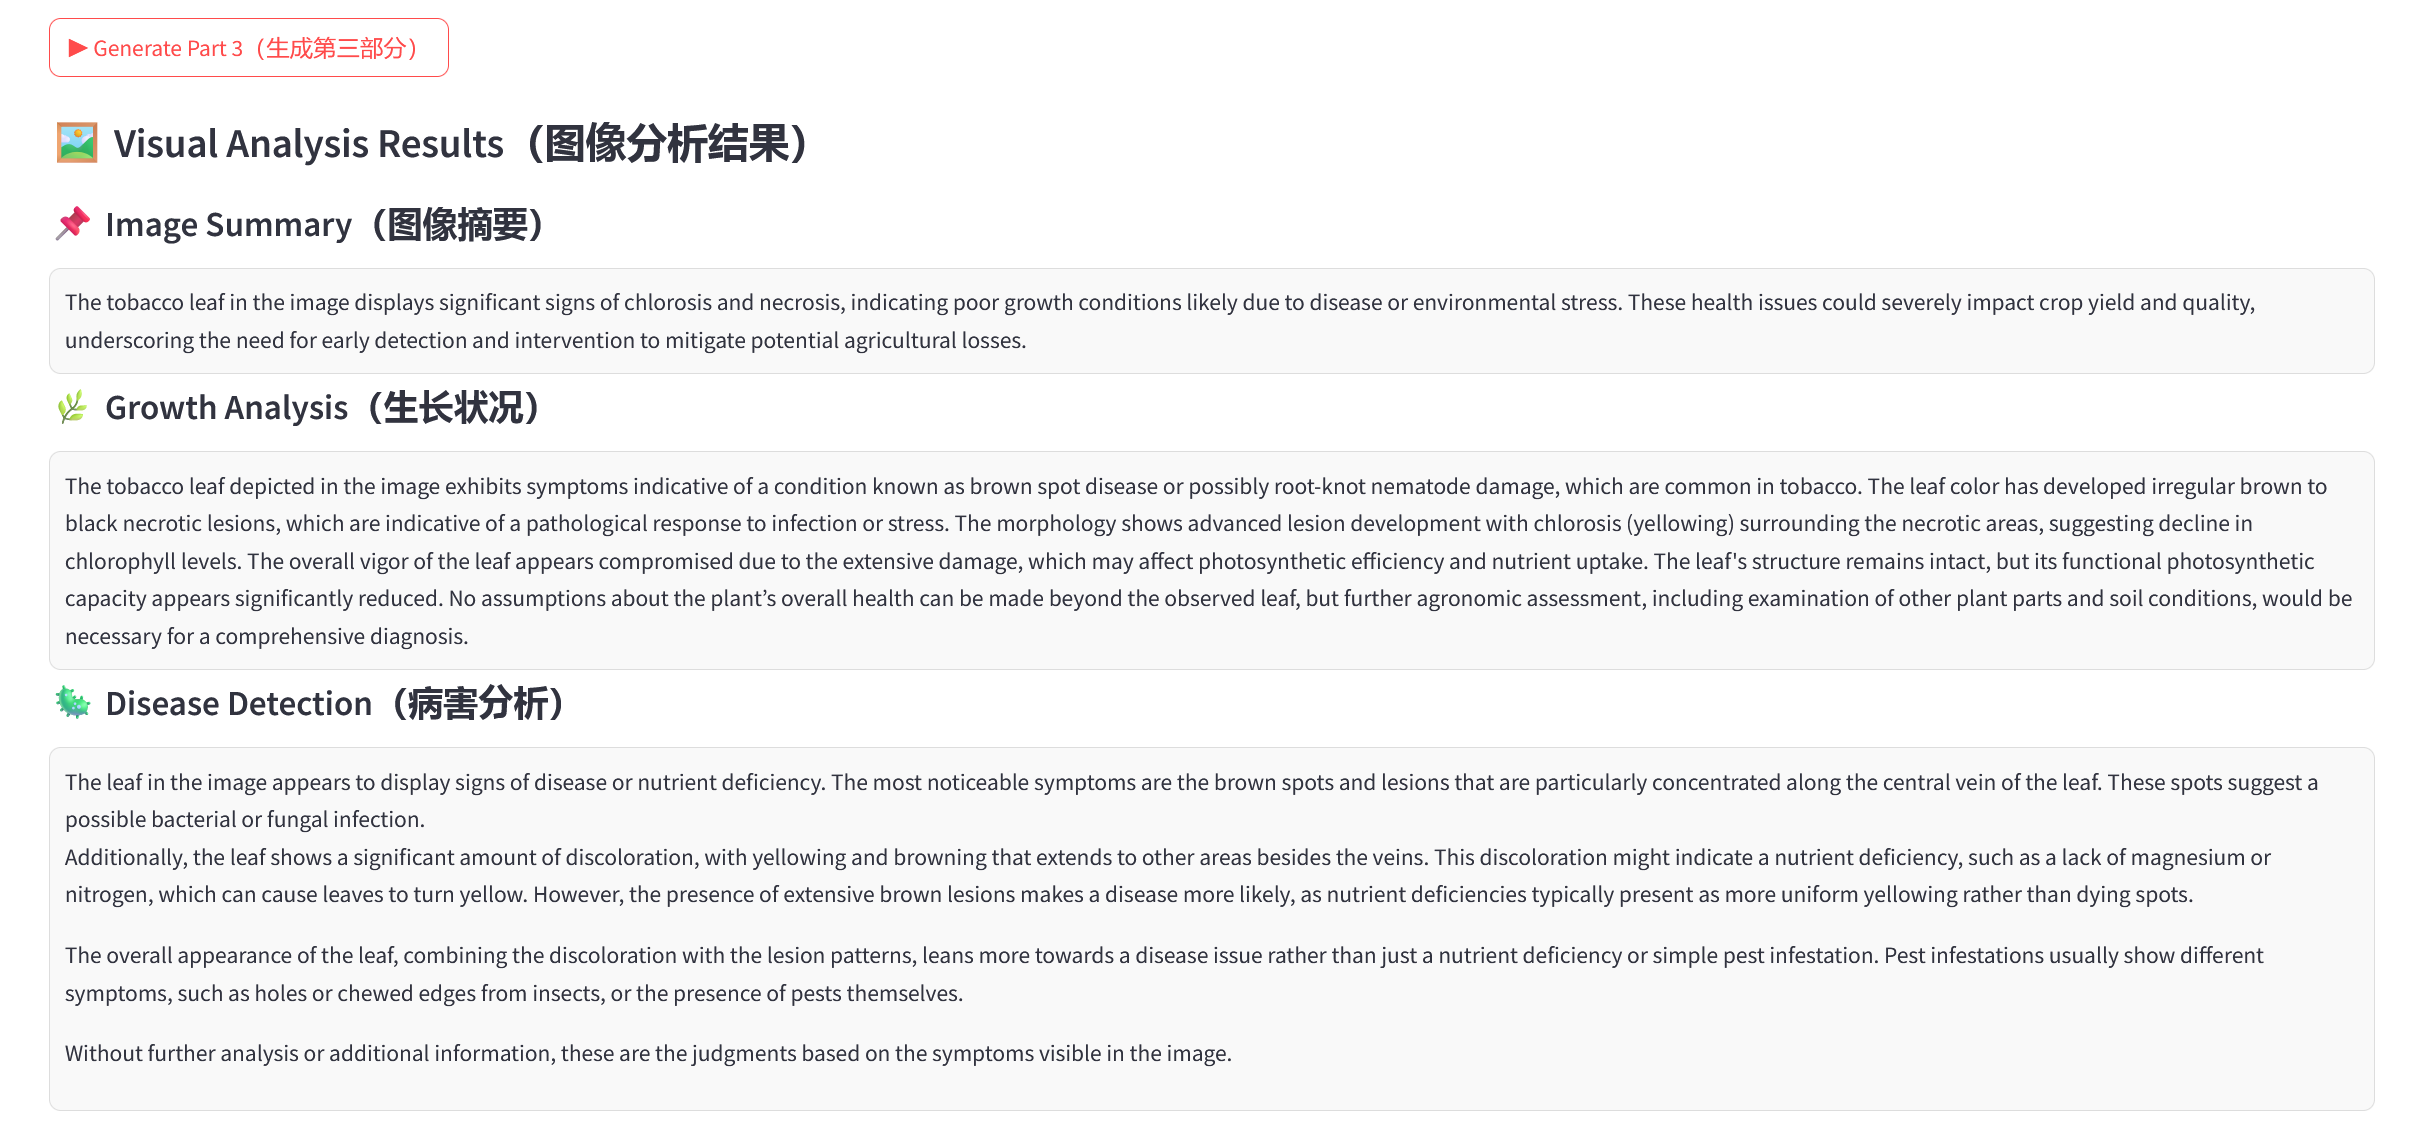 ▶ Generate Part 3（生成第三部分）
Visual Analysis Results（图像分析结果）
Image Summary（图像摘要）
The tobacco leaf in the image displays significant signs of chlorosis and necrosis, indicating poor growth conditions likely due to disease or environmental stress. These health issues could severely impact crop yield and quality,
underscoring the need for early detection and intervention to mitigate potential agricultural losses.
Growth Analysis（生长状况）
The tobacco leaf depicted in the image exhibits symptoms indicative of a condition known as brown spot disease or possibly root-knot nematode damage, which are common in tobacco. The leaf color has developed irregular brown to
black necrotic lesions, which are indicative of a pathological response to infection or stress. The morphology shows advanced lesion development with chlorosis (yellowing) surrounding the necrotic areas, suggesting decline in
chlorophyll levels. The overall vigor of the leaf appears compromised due to the extensive damage, which may affect photosynthetic efficiency and nutrient uptake. The leaf's structure remains intact, but its functional photosynthetic
capacity appears significantly reduced. No assumptions about the plant’s overall health can be made beyond the observed leaf, but further agronomic assessment, including examination of other plant parts and soil conditions, would be
necessary for a comprehensive diagnosis.
Disease Detection（病害分析）
The leaf in the image appears to display signs of disease or nutrient deficiency. The most noticeable symptoms are the brown spots and lesions that are particularly concentrated along the central vein of the leaf. These spots suggest a
possible bacterial or fungal infection.
Additionally, the leaf shows a significant amount of discoloration, with yellowing and browning that extends to other areas besides the veins. This discoloration might indicate a nutrient deficiency, such as a lack of magnesium or
nitrogen, which can cause leaves to turn yellow. However, the presence of extensive brown lesions makes a disease more likely, as nutrient deficiencies typically present as more uniform yellowing rather than dying spots.
The overall appearance of the leaf, combining the discoloration with the lesion patterns, leans more towards a disease issue rather than just a nutrient deficiency or simple pest infestation. Pest infestations usually show different
symptoms, such as holes or chewed edges from insects, or the presence of pests themselves.
Without further analysis or additional information, these are the judgments based on the symptoms visible in the image.